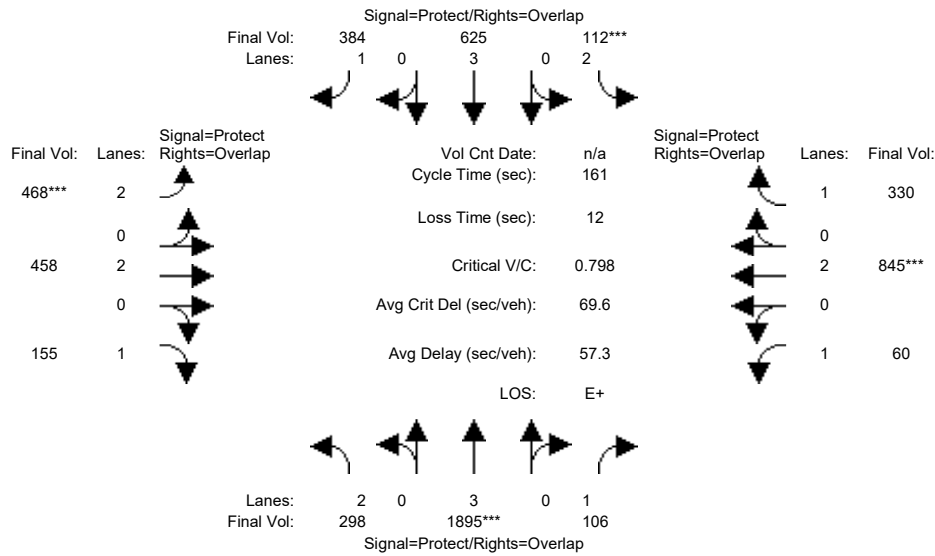 Signal=Protect/Rights=Overlap
Final Vol: 384 625 112***
Lanes: 1 0 3 0 2
Signal=Protect Signal=Protect
Final Vol: Lanes: Rights=Overlap Vol Cnt Date: n/a Rights=Overlap Lanes: Final Vol:
Cycle Time (sec): 161
468*** 2 1 330
Loss Time (sec): 12
0 0
458 2 Critical V/C: 0.798 2 845***
0 Avg Crit Del (sec/veh): 69.6 0
155 1 Avg Delay (sec/veh): 57.3 1 60
LOS: E+
Lanes: 2 0 3 0 1
Final Vol: 298 1895*** 106
Signal=Protect/Rights=Overlap